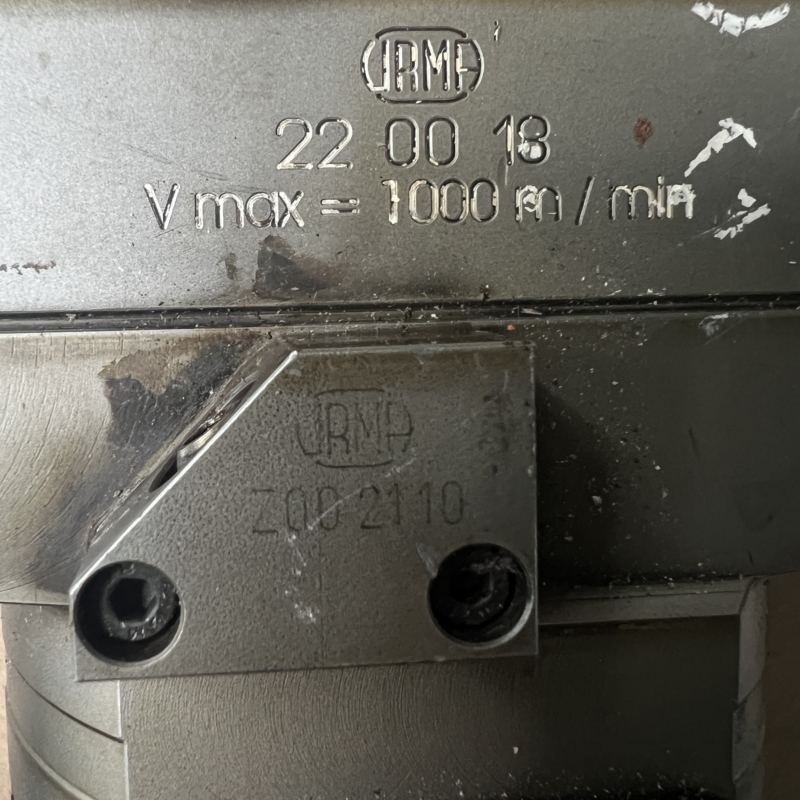 URMA
22 00 18
V max = 1000 m / min
URMA
Z00 2110